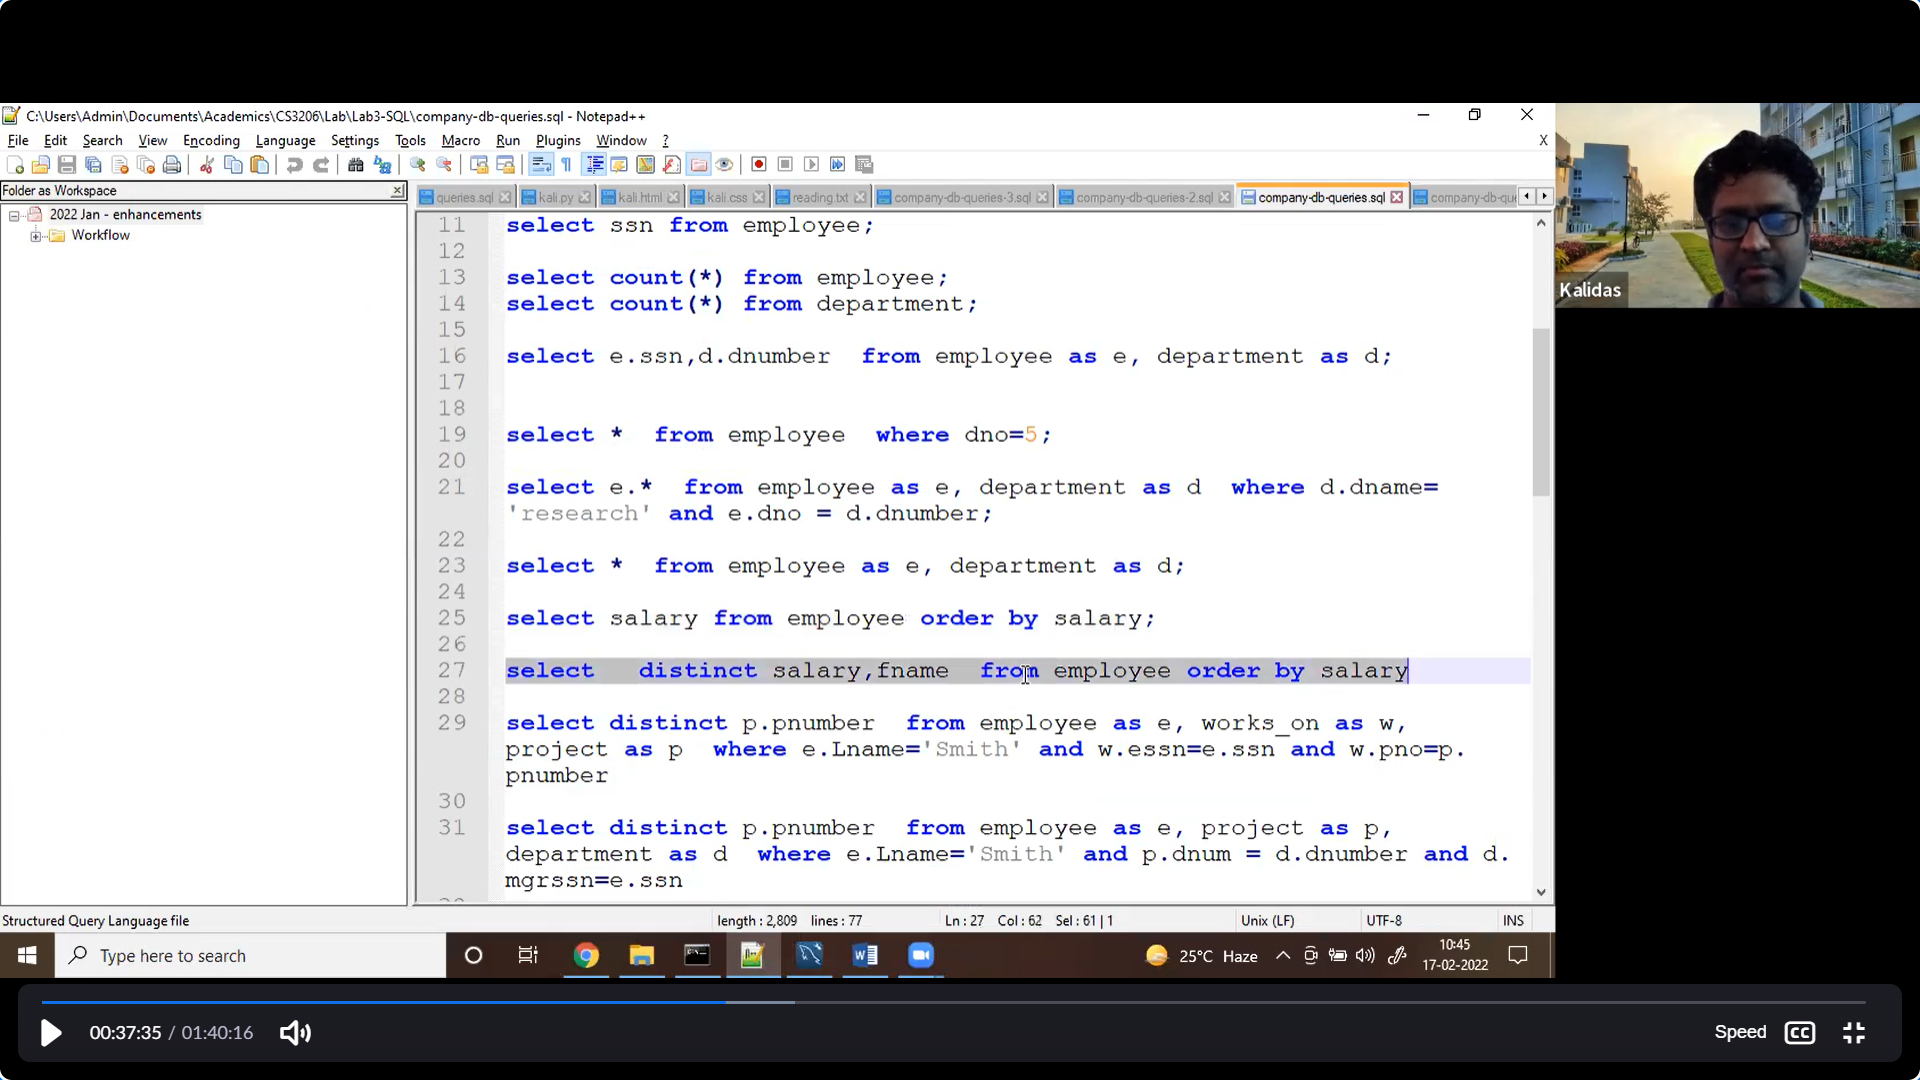 C:\Users\Admin\Documents\Academics\CS3206\Lab\Lab3-SQL\company-db-queries.sql - Notepad++
File Edit Search View Encoding Language Settings Tools Macro Run Plugins Window ? X
Folder as Workspace
2022 Jan - enhancements
Workflow
queries.sql kali.py kali.html kali.css reading.txt company-db-queries-3.sql company-db-queries-2.sql company-db-queries.sql company-db-que
11 select ssn from employee;
12
13 select count(*) from employee;
14 select count(*) from department;
15
16 select e.ssn,d.dnumber  from employee as e, department as d;
17
18
19 select *  from employee  where dno=5;
20
21 select e.*  from employee as e, department as d  where d.dname=
'research' and e.dno = d.dnumber;
22
23 select *  from employee as e, department as d;
24
25 select salary from employee order by salary;
26
27 select   distinct salary,fname  from employee order by salary
28
29 select distinct p.pnumber  from employee as e, works_on as w,
project as p  where e.Lname='Smith' and w.essn=e.ssn and w.pno=p.
pnumber
30
31 select distinct p.pnumber  from employee as e, project as p,
department as d  where e.Lname='Smith' and p.dnum = d.dnumber and d.
mgrssn=e.ssn
Structured Query Language file length : 2,809 lines : 77 Ln : 27 Col : 62 Sel : 61 | 1 Unix (LF) UTF-8 INS
Type here to search
25°C Haze
10:45
17-02-2022
Kalidas
00:37:35 / 01:40:16 Speed CC